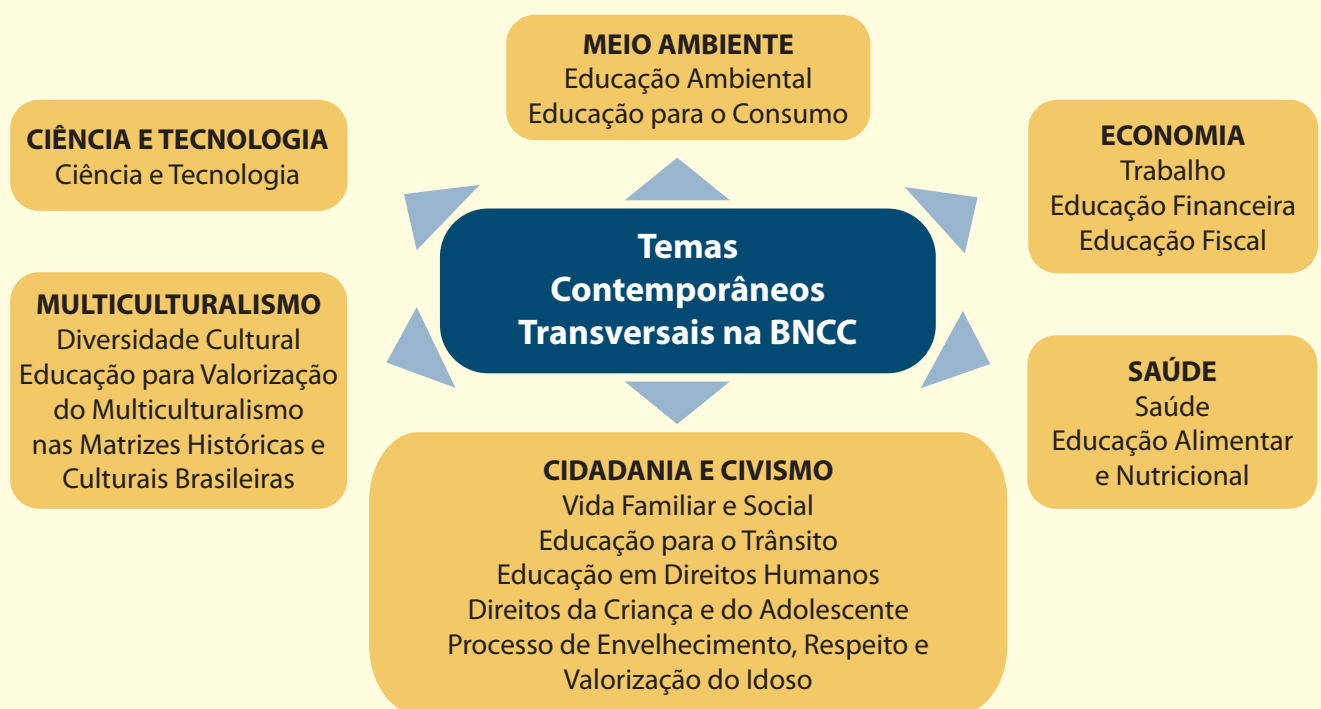 MEIO AMBIENTE
Educação Ambiental
Educação para o Consumo
CIÊNCIA E TECNOLOGIA
Ciência e Tecnologia
ECONOMIA
Trabalho
Educação Financeira
Educação Fiscal
Temas
Contemporâneos
Transversais na BNCC
MULTICULTURALISMO
Diversidade Cultural
Educação para Valorização
do Multiculturalismo
nas Matrizes Históricas e
Culturais Brasileiras
SAÚDE
Saúde
Educação Alimentar
e Nutricional
CIDADANIA E CIVISMO
Vida Familiar e Social
Educação para o Trânsito
Educação em Direitos Humanos
Direitos da Criança e do Adolescente
Processo de Envelhecimento, Respeito e
Valorização do Idoso